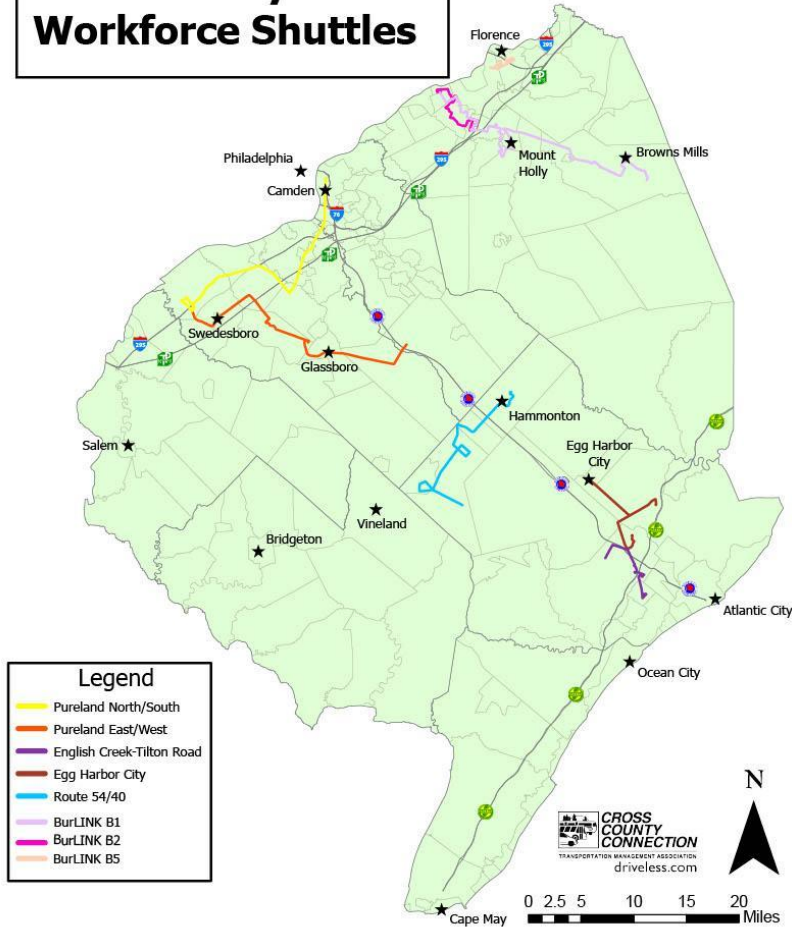 Workforce Shuttles
Florence
295
Mount
Holly
Browns Mills
Philadelphia
295
Camden
76
Swedesboro
295
Glassboro
Hammonton
Egg Harbor
City
Salem
Vineland
Bridgeton
Atlantic City
Ocean City
Cape May
Legend
Pureland North/South
Pureland East/West
English Creek-Tilton Road
Egg Harbor City
Route 54/40
BurLINK B1
BurLINK B2
BurLINK B5
N
CROSS
COUNTY
CONNECTION
TRANSPORTATION MANAGEMENT ASSOCIATION
driveless.com
0 2.5 5 10 15 20
Miles